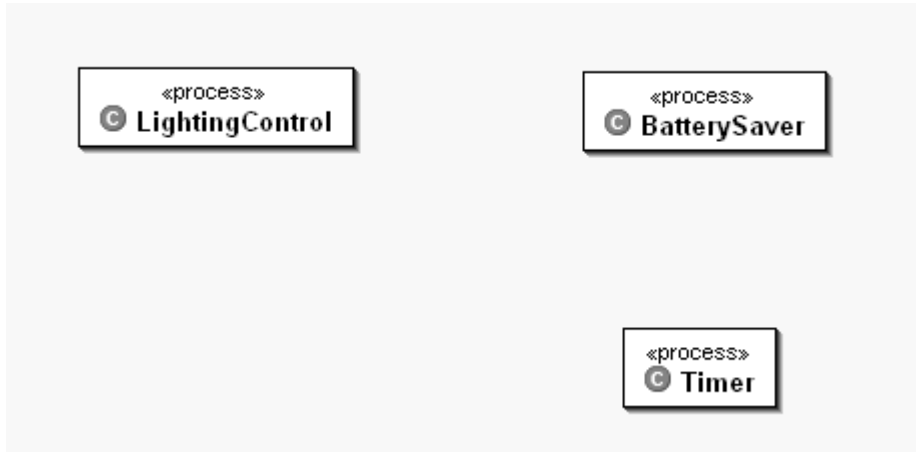 «process»
C LightingControl
«process»
C BatterySaver
«process»
C Timer